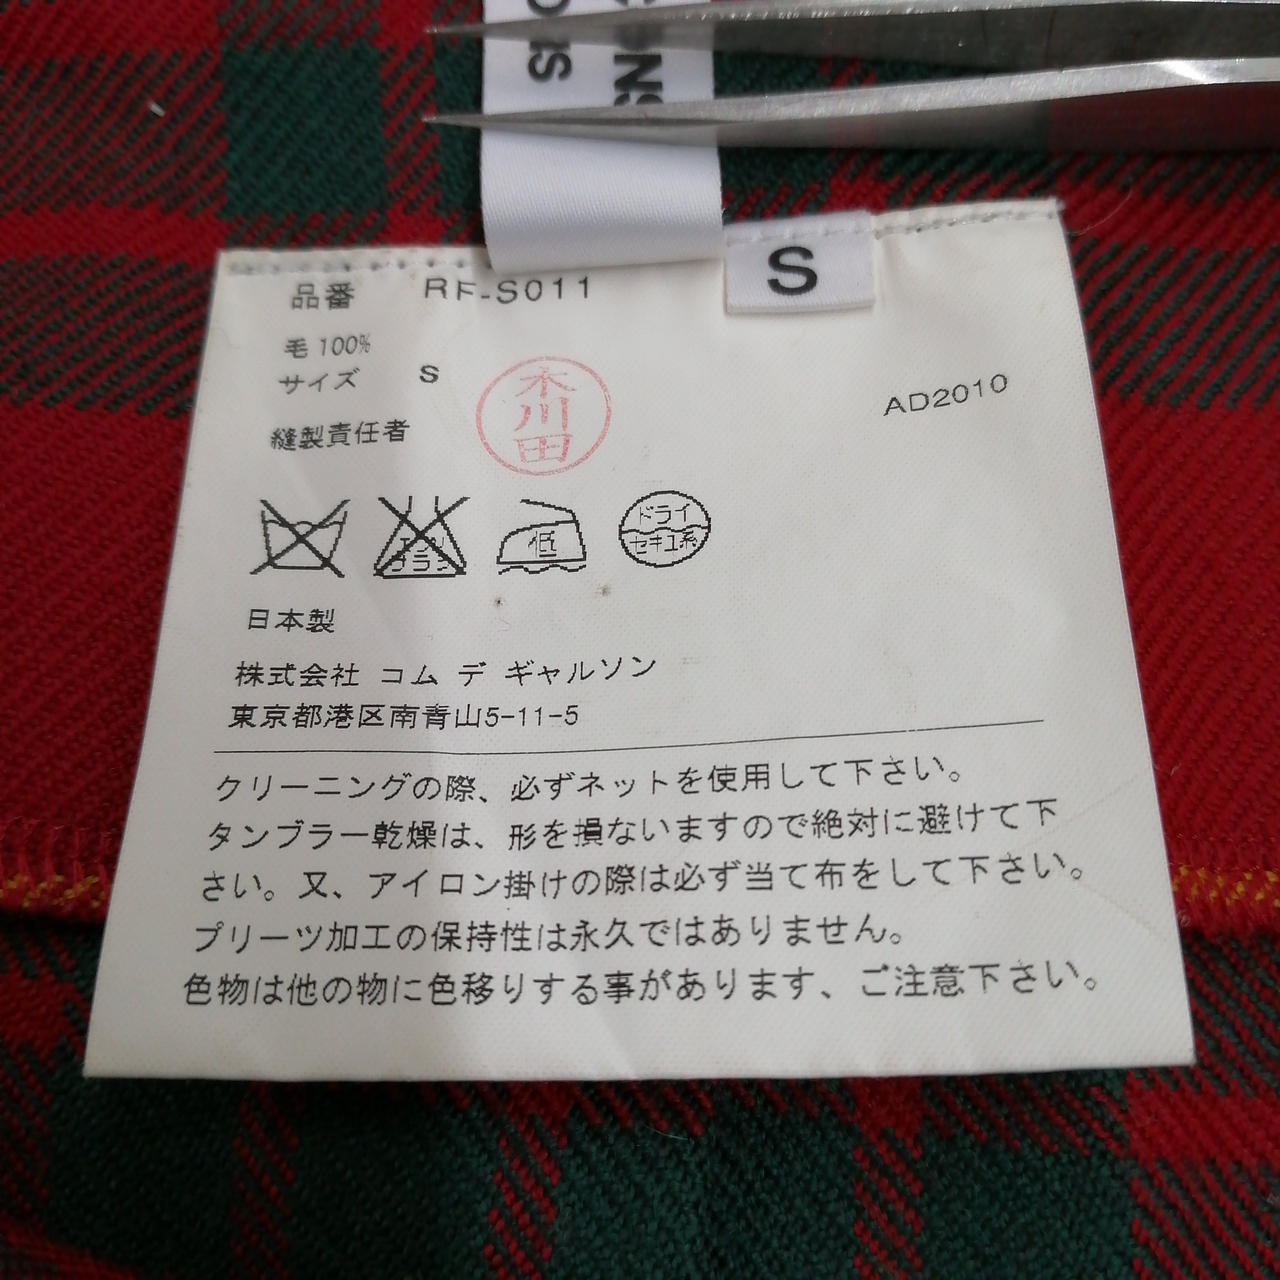 S
品番 RF-S011
毛 100%
サイズ S
木川田
AD2010
縫製責任者
低
ドライ
セキユ系
日本製
株式会社 コム デ ギャルソン
東京都港区南青山5-11-5
クリーニングの際、必ずネットを使用して下さい。
タンブラー乾燥は、形を損ないますので絶対に避けて下
さい。又、アイロン掛けの際は必ず当て布をして下さい。
プリーツ加工の保持性は永久ではありません。
色物は他の物に色移りする事があります、ご注意下さい。